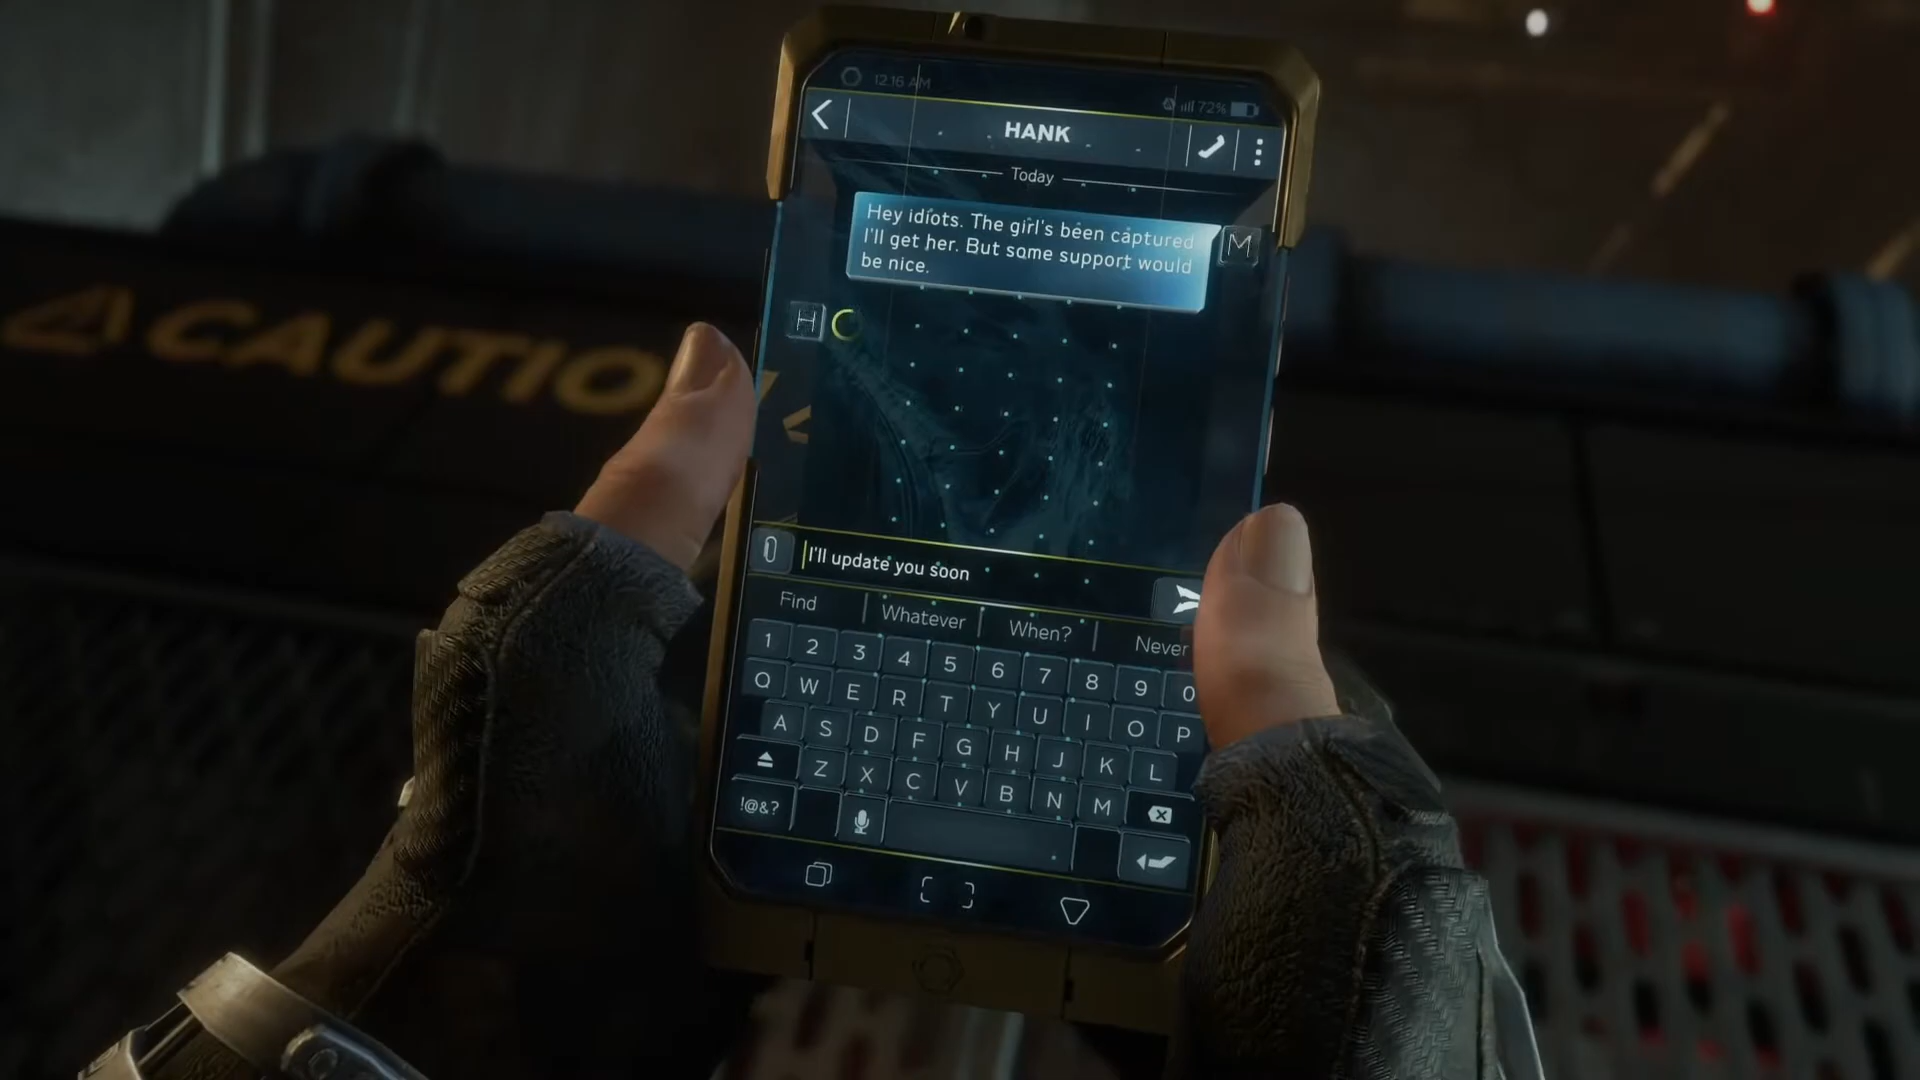 12:16 AM
72%
HANK
Today
Hey idiots. The girl's been captured
I'll get her. But some support would
be nice.
M
H
CAUTIO
I'll update you soon
Find Whatever When? Never
1 2 3 4 5 6 7 8 9 0
Q W E R T Y U I O P
A S D F G H J K L
Z X C V B N M
!@&?